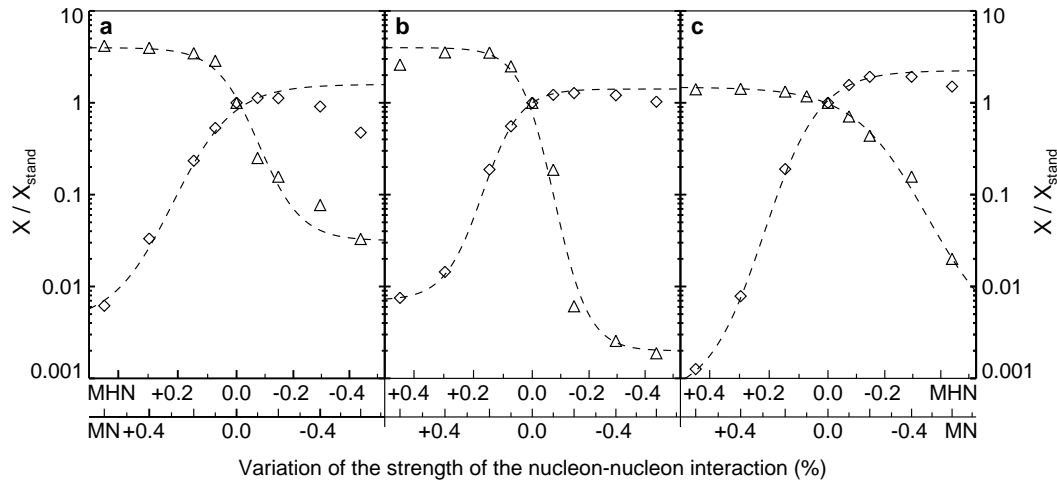 a b c
10 10
1 1
0.1 0.1
0.01 0.01
0.001 0.001
X / X_stand
X / X_stand
MHN +0.2 0.0 -0.2 -0.4 +0.4 +0.2 0.0 -0.2 -0.4 +0.4 +0.2 0.0 -0.2 MHN
MN +0.4 0.0 -0.4 +0.4 0.0 -0.4 +0.4 0.0 -0.4 MN
Variation of the strength of the nucleon-nucleon interaction (%)